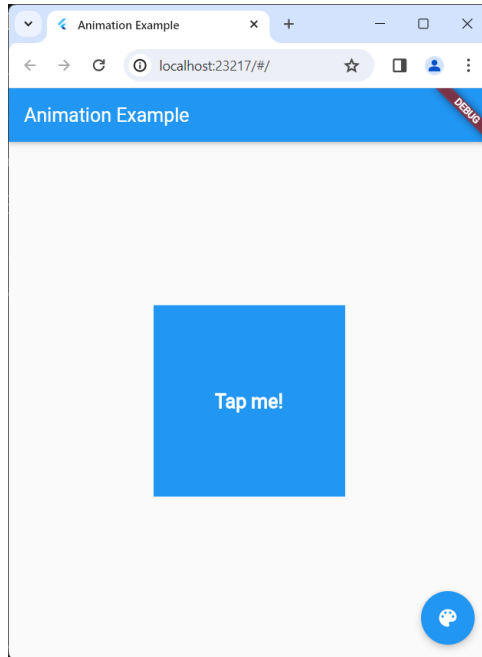 Animation Example
localhost:23217/#/
Animation Example
DEBUG
Tap me!